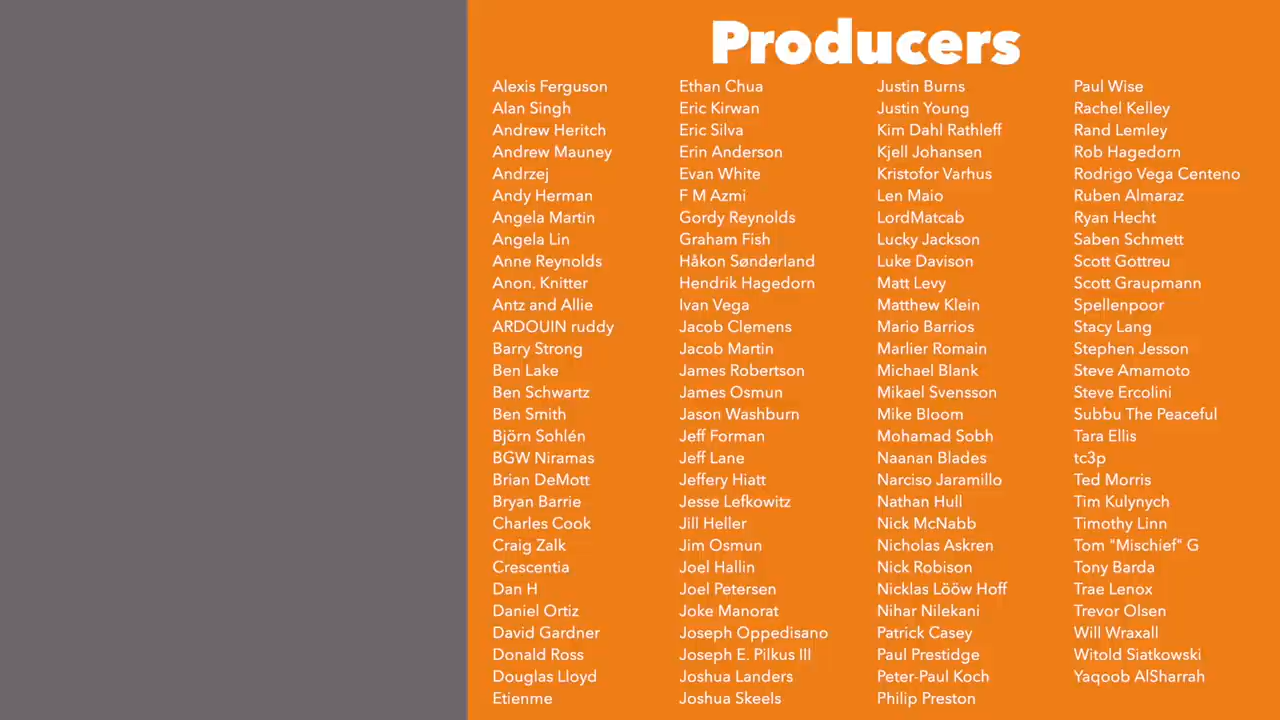 Producers
Alexis Ferguson
Alan Singh
Andrew Heritch
Andrew Mauney
Andrzej
Andy Herman
Angela Martin
Angela Lin
Anne Reynolds
Anon. Knitter
Antz and Allie
ARDOUIN ruddy
Barry Strong
Ben Lake
Ben Schwartz
Ben Smith
Björn Sohlén
BGW Niramas
Brian DeMott
Bryan Barrie
Charles Cook
Craig Zalk
Crescentia
Dan H
Daniel Ortiz
David Gardner
Donald Ross
Douglas Lloyd
Etienme
Ethan Chua
Eric Kirwan
Eric Silva
Erin Anderson
Evan White
F M Azmi
Gordy Reynolds
Graham Fish
Håkon Sønderland
Hendrik Hagedorn
Ivan Vega
Jacob Clemens
Jacob Martin
James Robertson
James Osmun
Jason Washburn
Jeff Forman
Jeff Lane
Jeffery Hiatt
Jesse Lefkowitz
Jill Heller
Jim Osmun
Joel Hallin
Joel Petersen
Joke Manorat
Joseph Oppedisano
Joseph E. Pilkus III
Joshua Landers
Joshua Skeels
Justin Burns
Justin Young
Kim Dahl Rathleff
Kjell Johansen
Kristofor Varhus
Len Maio
LordMatcab
Lucky Jackson
Luke Davison
Matt Levy
Matthew Klein
Mario Barrios
Marlier Romain
Michael Blank
Mikael Svensson
Mike Bloom
Mohamad Sobh
Naanan Blades
Narciso Jaramillo
Nathan Hull
Nick McNabb
Nicholas Askren
Nick Robison
Nicklas Lööw Hoff
Nihar Nilekani
Patrick Casey
Paul Prestidge
Peter-Paul Koch
Philip Preston
Paul Wise
Rachel Kelley
Rand Lemley
Rob Hagedorn
Rodrigo Vega Centeno
Ruben Almaraz
Ryan Hecht
Saben Schmett
Scott Gottreu
Scott Graupmann
Spellenpoor
Stacy Lang
Stephen Jesson
Steve Amamoto
Steve Ercolini
Subbu The Peaceful
Tara Ellis
tc3p
Ted Morris
Tim Kulynych
Timothy Linn
Tom "Mischief" G
Tony Barda
Trae Lenox
Trevor Olsen
Will Wraxall
Witold Siatkowski
Yaqoob AlSharrah